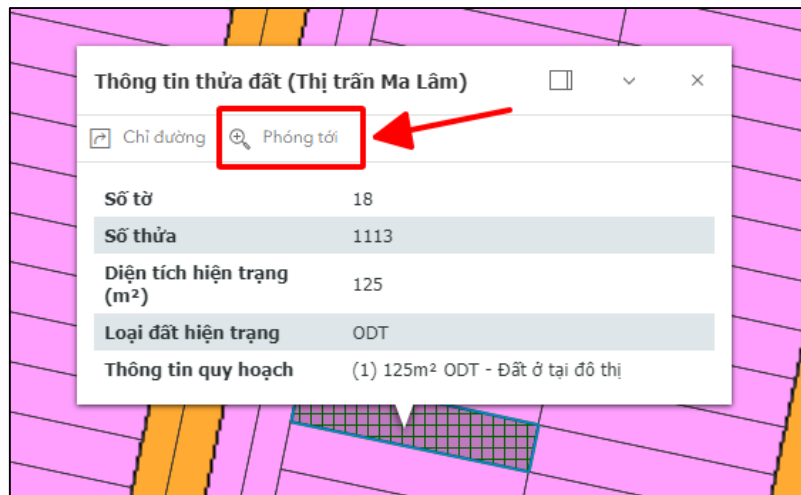 Thông tin thửa đất (Thị trấn Ma Lâm)
Chỉ đường Phóng tới
Số tờ 18
Số thửa 1113
Diện tích hiện trạng
(m²) 125
Loại đất hiện trạng ODT
Thông tin quy hoạch (1) 125m² ODT - Đất ở tại đô thị